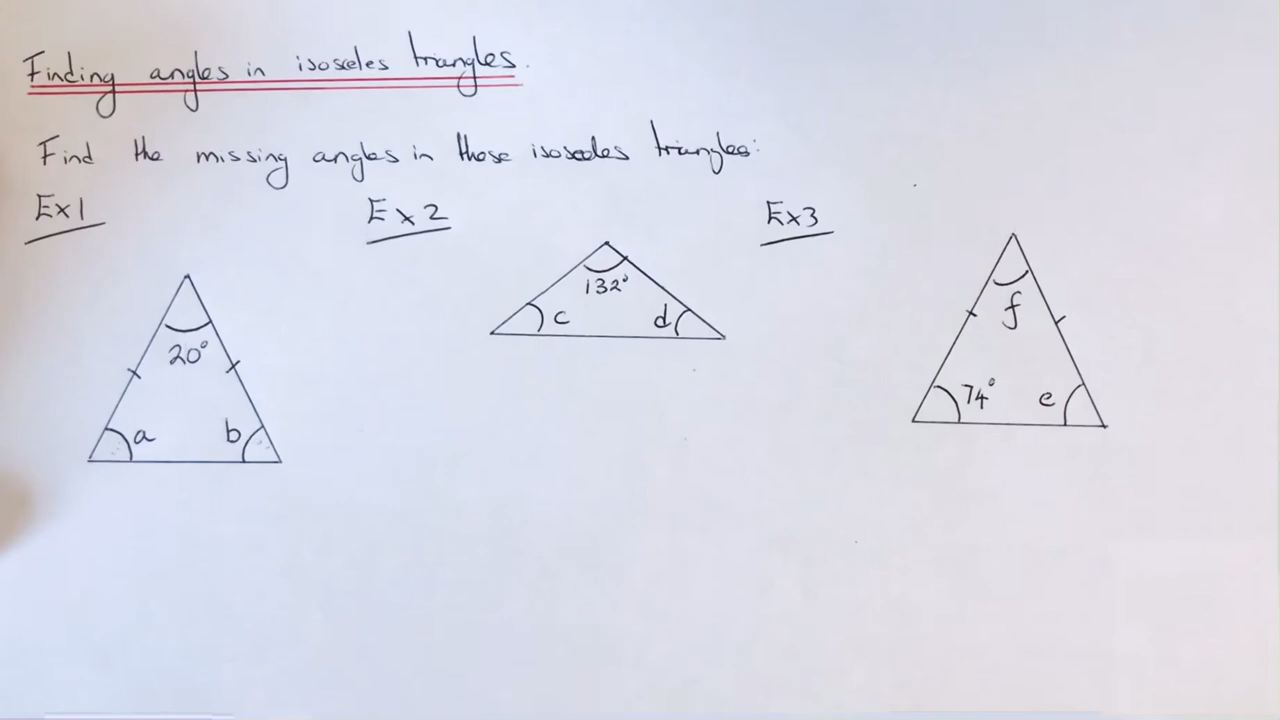 Finding angles in isosceles triangles.
Find the missing angles in these isosceles triangles:
Ex1 Ex2 Ex3
132°
c d
f
20°
74° e
a b